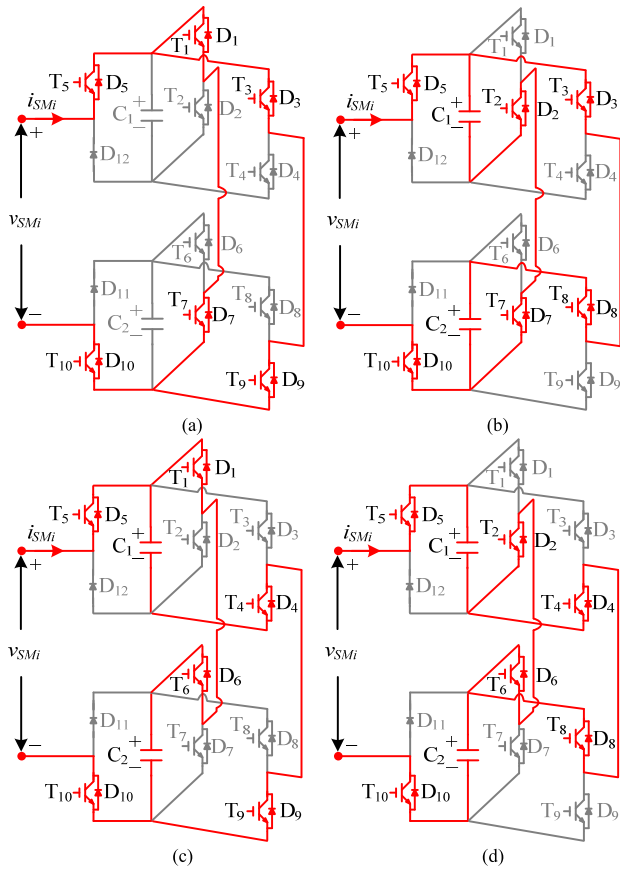 T1 D1
T5 D5 T3 D3
iSMi C1 + − T2 D2
+ D12 T4 D4
vSMi
T6 D6
D11 + T8 D8
− C2 − T7 D7
T10 D10 T9 D9
(a)
T1 D1
T5 D5 T3 D3
iSMi C1 + − T2 D2
+ D12 T4 D4
vSMi
T6 D6
D11 + T8 D8
− C2 − T7 D7
T10 D10 T9 D9
(b)
T1 D1
T5 D5 T3 D3
iSMi C1 + − T2 D2
+ D12 T4 D4
vSMi
T6 D6
D11 + T8 D8
− C2 − T7 D7
T10 D10 T9 D9
(c)
T1 D1
T5 D5 T3 D3
iSMi C1 + − T2 D2
+ D12 T4 D4
vSMi
T6 D6
D11 + T8 D8
− C2 − T7 D7
T10 D10 T9 D9
(d)